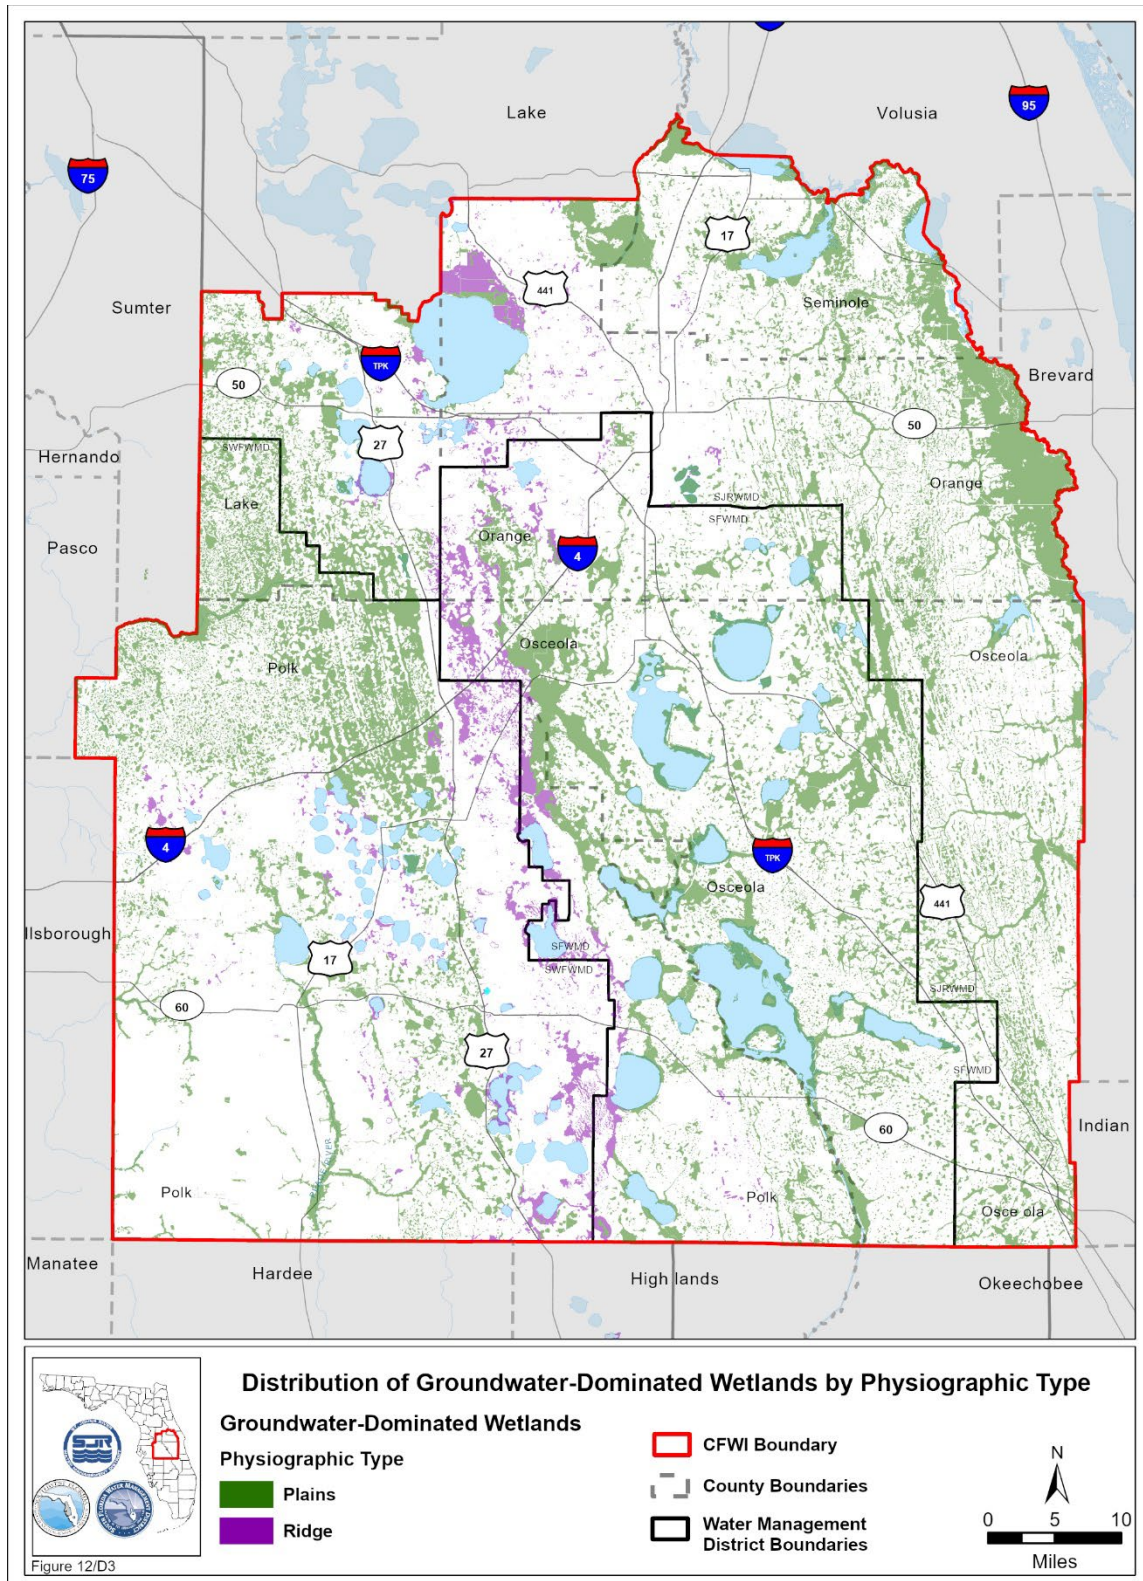 Lake
Volusia
95
75
17
441
Sumter
Seminole
TPK
50
Brevard
50
27
Hernando
SWFWMD
Lake
Orange
SJRWMD
SFWMD
Orange
Pasco
4
Osceola
Osceola
Polk
4
TPK
Osceola
441
llsborough
17
SFWMD
SWFWMD
SJRWMD
60
27
SFWMD
60
Indian
Polk
Polk
Osce ola
Manatee
Hardee
High lands
Okeechobee
Distribution of Groundwater-Dominated Wetlands by Physiographic Type
Groundwater-Dominated Wetlands
Physiographic Type
Plains
Ridge
CFWI Boundary
County Boundaries
Water Management
District Boundaries
N
0 5 10
Miles
SJR
Figure 12/D3